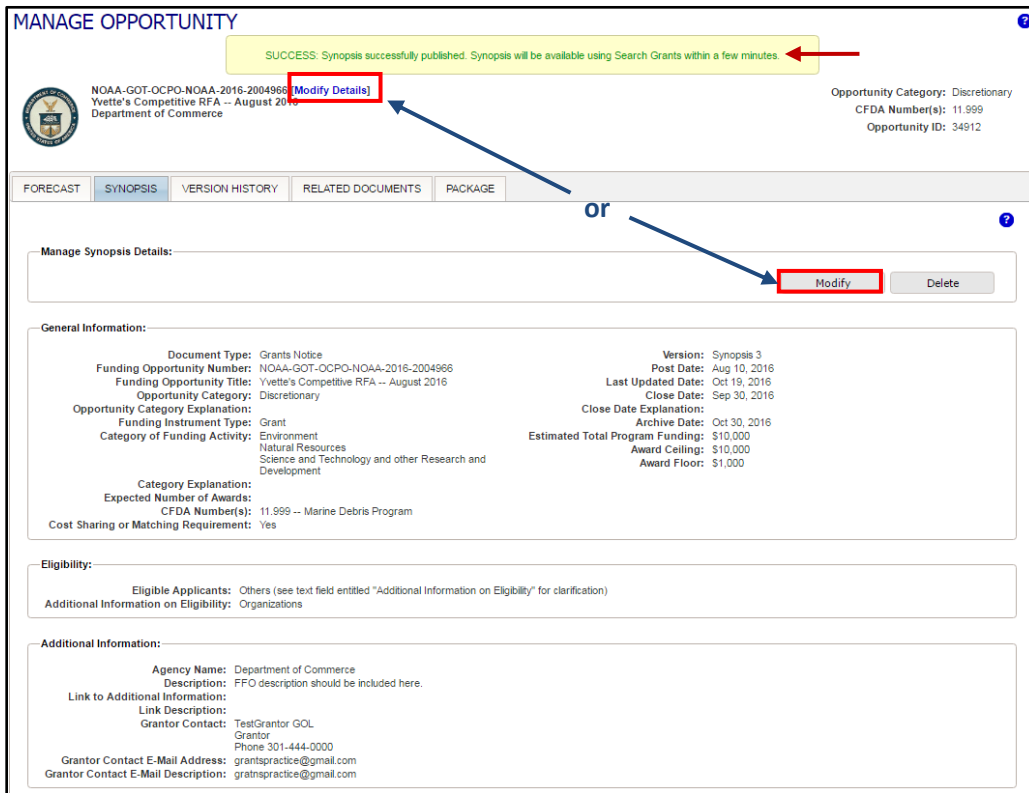 MANAGE OPPORTUNITY
?
SUCCESS: Synopsis successfully published. Synopsis will be available using Search Grants within a few minutes.
NOAA-GOT-OCPO-NOAA-2016-2004966 [Modify Details]
Yvette's Competitive RFA -- August 2016
Department of Commerce
Opportunity Category: Discretionary
CFDA Number(s): 11.999
Opportunity ID: 34912
FORECAST SYNOPSIS VERSION HISTORY RELATED DOCUMENTS PACKAGE
or
?
Manage Synopsis Details:
Modify Delete
General Information:
Document Type: Grants Notice
Funding Opportunity Number: NOAA-GOT-OCPO-NOAA-2016-2004966
Funding Opportunity Title: Yvette's Competitive RFA -- August 2016
Opportunity Category: Discretionary
Opportunity Category Explanation:
Funding Instrument Type: Grant
Category of Funding Activity: Environment
Natural Resources
Science and Technology and other Research and
Development
Category Explanation:
Expected Number of Awards:
CFDA Number(s): 11.999 -- Marine Debris Program
Cost Sharing or Matching Requirement: Yes
Version: Synopsis 3
Post Date: Aug 10, 2016
Last Updated Date: Oct 19, 2016
Close Date: Sep 30, 2016
Close Date Explanation:
Archive Date: Oct 30, 2016
Estimated Total Program Funding: $10,000
Award Ceiling: $10,000
Award Floor: $1,000
Eligibility:
Eligible Applicants: Others (see text field entitled "Additional Information on Eligibility" for clarification)
Additional Information on Eligibility: Organizations
Additional Information:
Agency Name: Department of Commerce
Description: FFO description should be included here.
Link to Additional Information:
Link Description:
Grantor Contact: TestGrantor GOL
Grantor
Phone 301-444-0000
Grantor Contact E-Mail Address: grantspractice@gmail.com
Grantor Contact E-Mail Description: gratnspractice@gmail.com